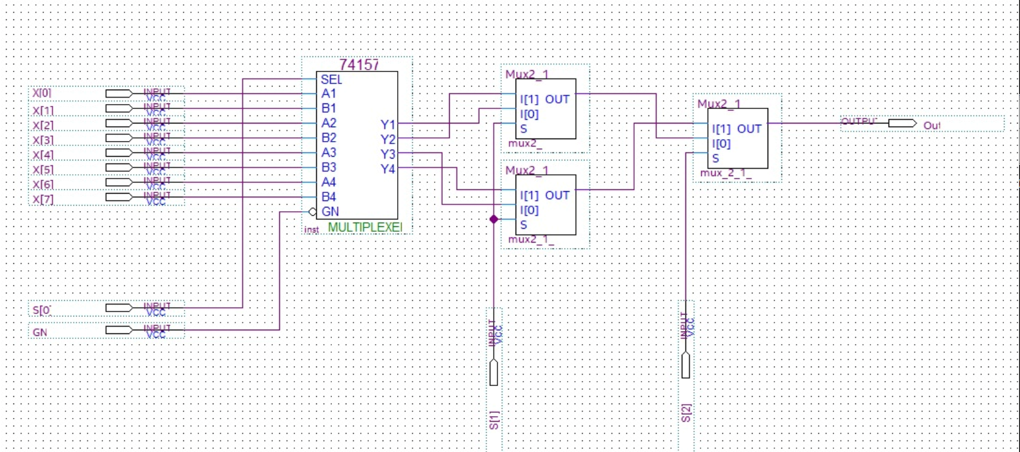 74157
SEL
X[0] INPUT VCC A1
X[1] INPUT VCC B1
X[2] INPUT VCC A2
X[3] INPUT VCC B2
X[4] INPUT VCC A3
X[5] INPUT VCC B3
X[6] INPUT VCC A4
X[7] INPUT VCC B4
GN
Y1
Y2
Y3
Y4
inst MULTIPLEXE
Mux2_1
I[1] OUT
I[0]
S
mux2_
Mux2_1
I[1] OUT
I[0]
S
mux2_1_
Mux2_1
I[1] OUT
I[0]
S
mux_2_1_
OUTPU
Out
S[0 INPUT VCC
GN INPUT VCC
INPUT VCC S[1]
INPUT VCC S[2]